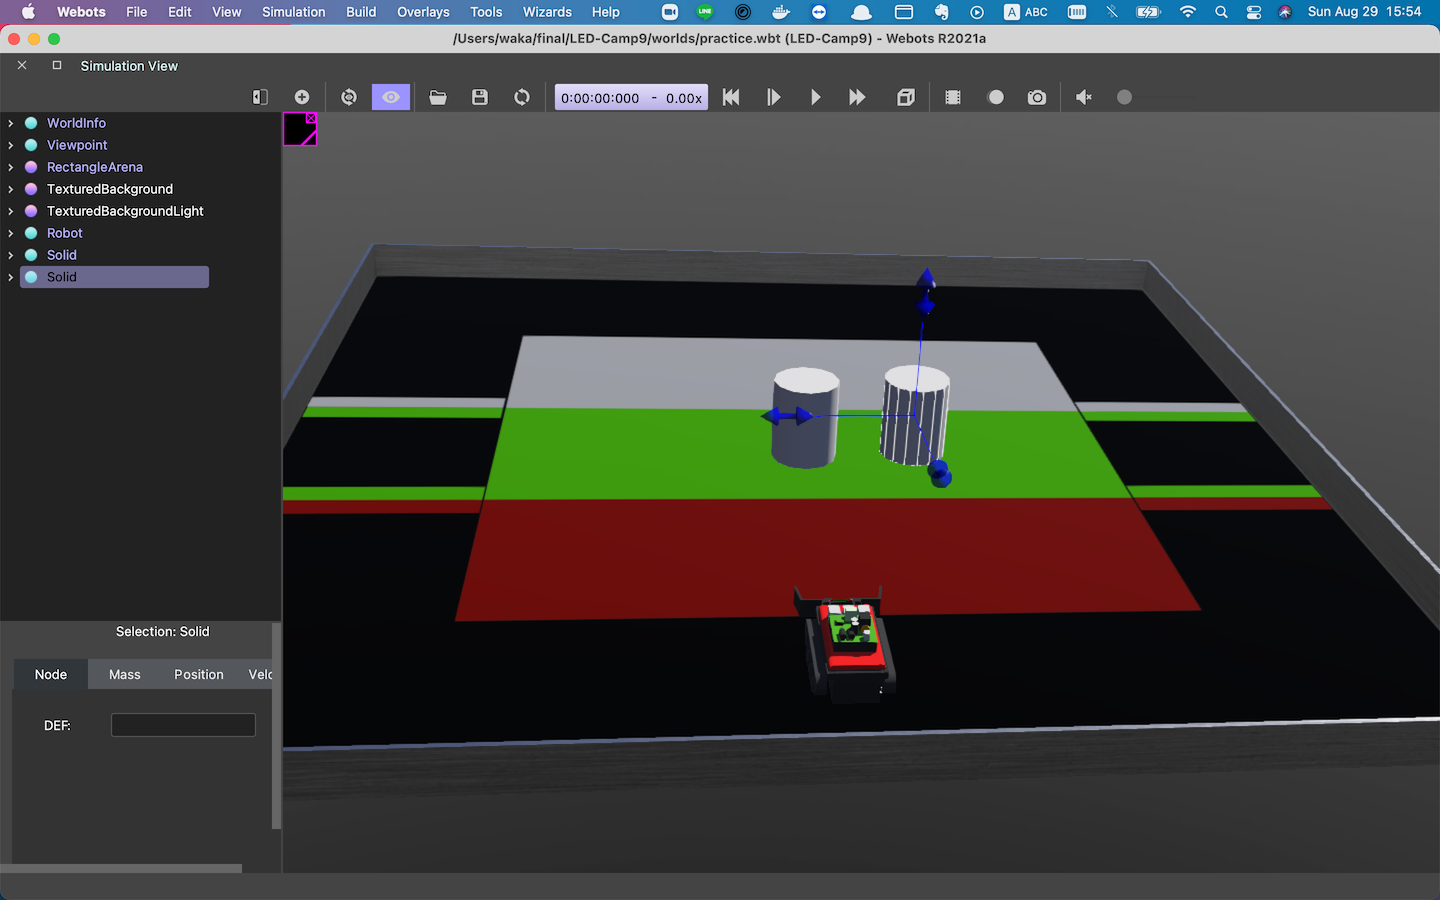 Webots File Edit View Simulation Build Overlays Tools Wizards Help LINE A ABC Sun Aug 29 15:54
/Users/waka/final/LED-Camp9/worlds/practice.wbt (LED-Camp9) - Webots R2021a
Simulation View
0:00:00:000 - 0.00x
WorldInfo
Viewpoint
RectangleArena
TexturedBackground
TexturedBackgroundLight
Robot
Solid
Solid
Selection: Solid
Node Mass Position Velo
DEF: